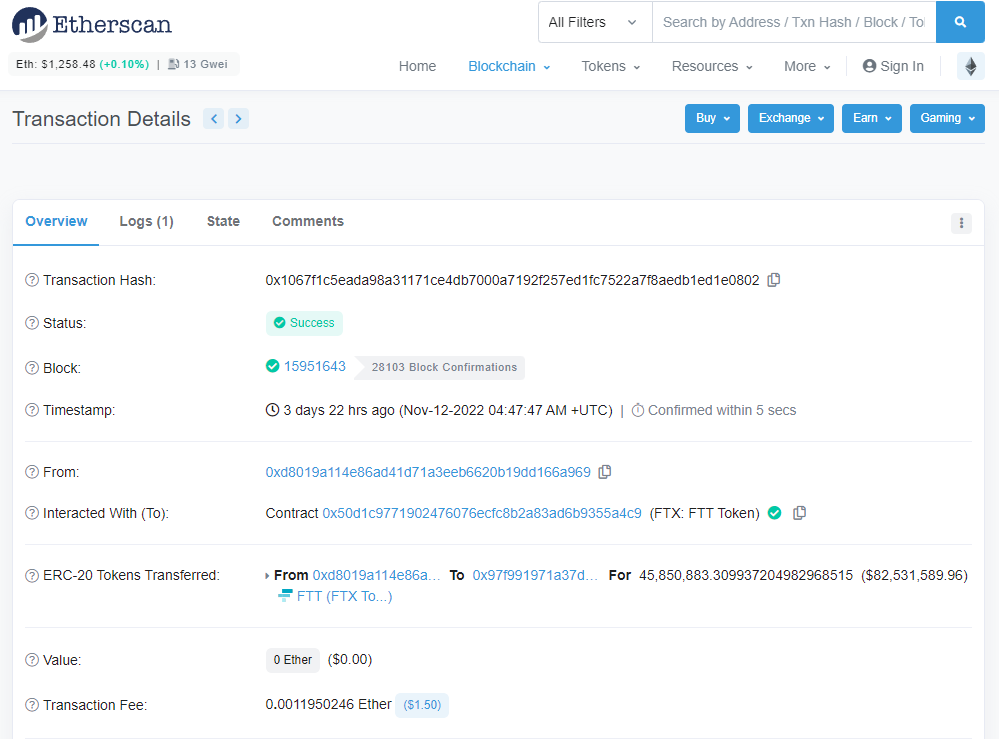 Etherscan
All Filters
Search by Address / Txn Hash / Block / Tol
Eth: $1,258.48 (+0.10%) | 13 Gwei
Home Blockchain Tokens Resources More Sign In
Transaction Details
Buy Exchange Earn Gaming
Overview Logs (1) State Comments
Transaction Hash: 0x1067f1c5eada98a31171ce4db7000a7192f257ed1fc7522a7f8aedb1ed1e0802
Status: Success
Block: 15951643 28103 Block Confirmations
Timestamp: 3 days 22 hrs ago (Nov-12-2022 04:47:47 AM +UTC) | Confirmed within 5 secs
From: 0xd8019a114e86ad41d71a3eeb6620b19dd166a969
Interacted With (To): Contract 0x50d1c9771902476076ecfc8b2a83ad6b9355a4c9 (FTX: FTT Token)
ERC-20 Tokens Transferred: From 0xd8019a114e86a... To 0x97f991971a37d... For 45,850,883.309937204982968515 ($82,531,589.96)
FTT (FTX To...)
Value: 0 Ether ($0.00)
Transaction Fee: 0.0011950246 Ether ($1.50)